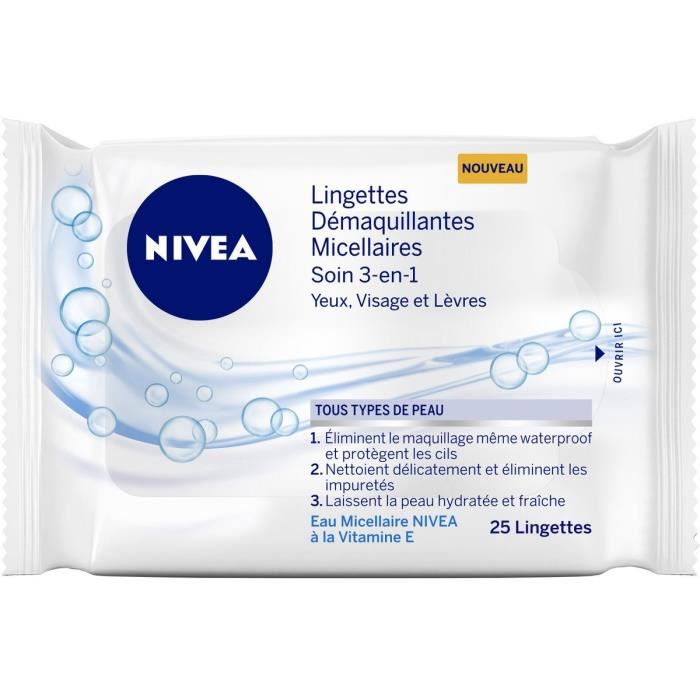 NOUVEAU
NIVEA
Lingettes
Démaquillantes
Micellaires
Soin 3-en-1
Yeux, Visage et Lèvres
OUVRIR ICI
TOUS TYPES DE PEAU
1. Éliminent le maquillage même waterproof
et protègent les cils
2. Nettoient délicatement et éliminent les
impuretés
3. Laissent la peau hydratée et fraîche
Eau Micellaire NIVEA
à la Vitamine E
25 Lingettes